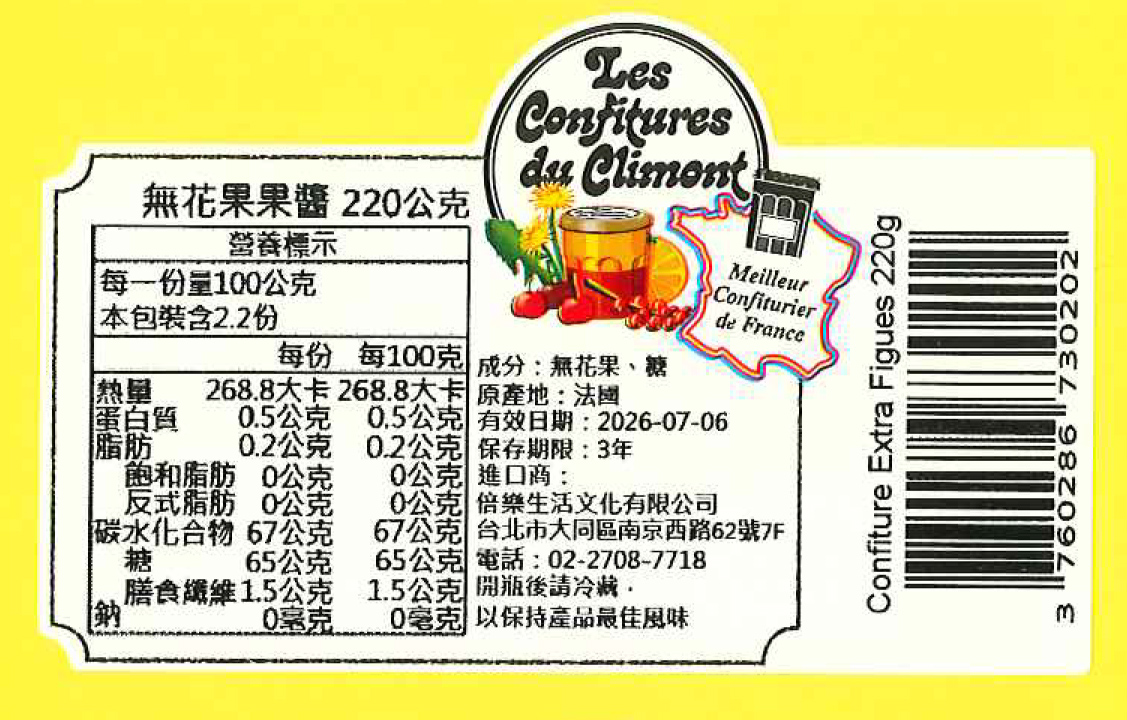 Les
Confitures
du Climont
Meilleur
Confiturier
de France
無花果果醬 220公克
營養標示
每一份量100公克
本包裝含2.2份
每份 每100克
熱量 268.8大卡 268.8大卡
蛋白質 0.5公克 0.5公克
脂肪 0.2公克 0.2公克
飽和脂肪 0公克 0公克
反式脂肪 0公克 0公克
碳水化合物 67公克 67公克
糖 65公克 65公克
膳食纖維 1.5公克 1.5公克
鈉 0毫克 0毫克
成分：無花果、糖
原產地：法國
有效日期：2026-07-06
保存期限：3年
進口商：
倍樂生活文化有限公司
台北市大同區南京西路62號7F
電話：02-2708-7718
開瓶後請冷藏．
以保持產品最佳風味
Confiture Extra Figues 220g
3 760286 730202